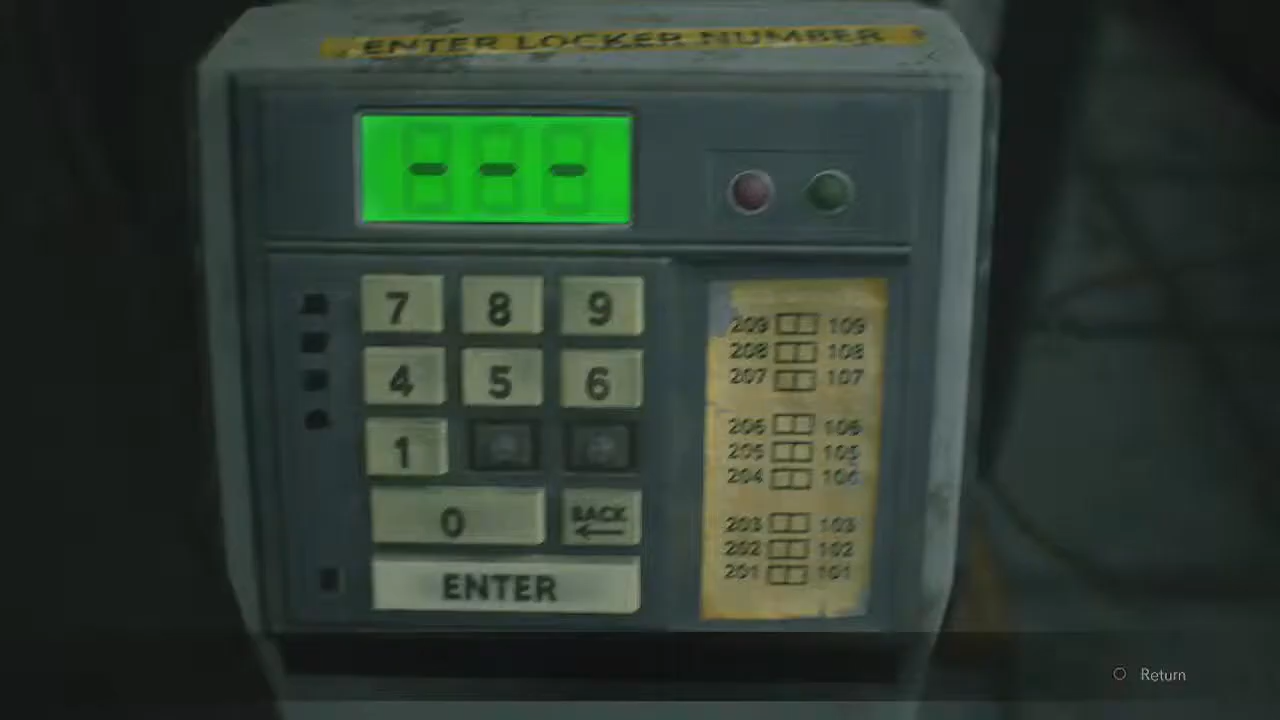 ENTER LOCKER NUMBER
- - -
7 8 9
4 5 6
1
0 BACK
ENTER
209 109
208 108
207 107
206 106
205 105
204 104
203 103
202 102
201 101
Return